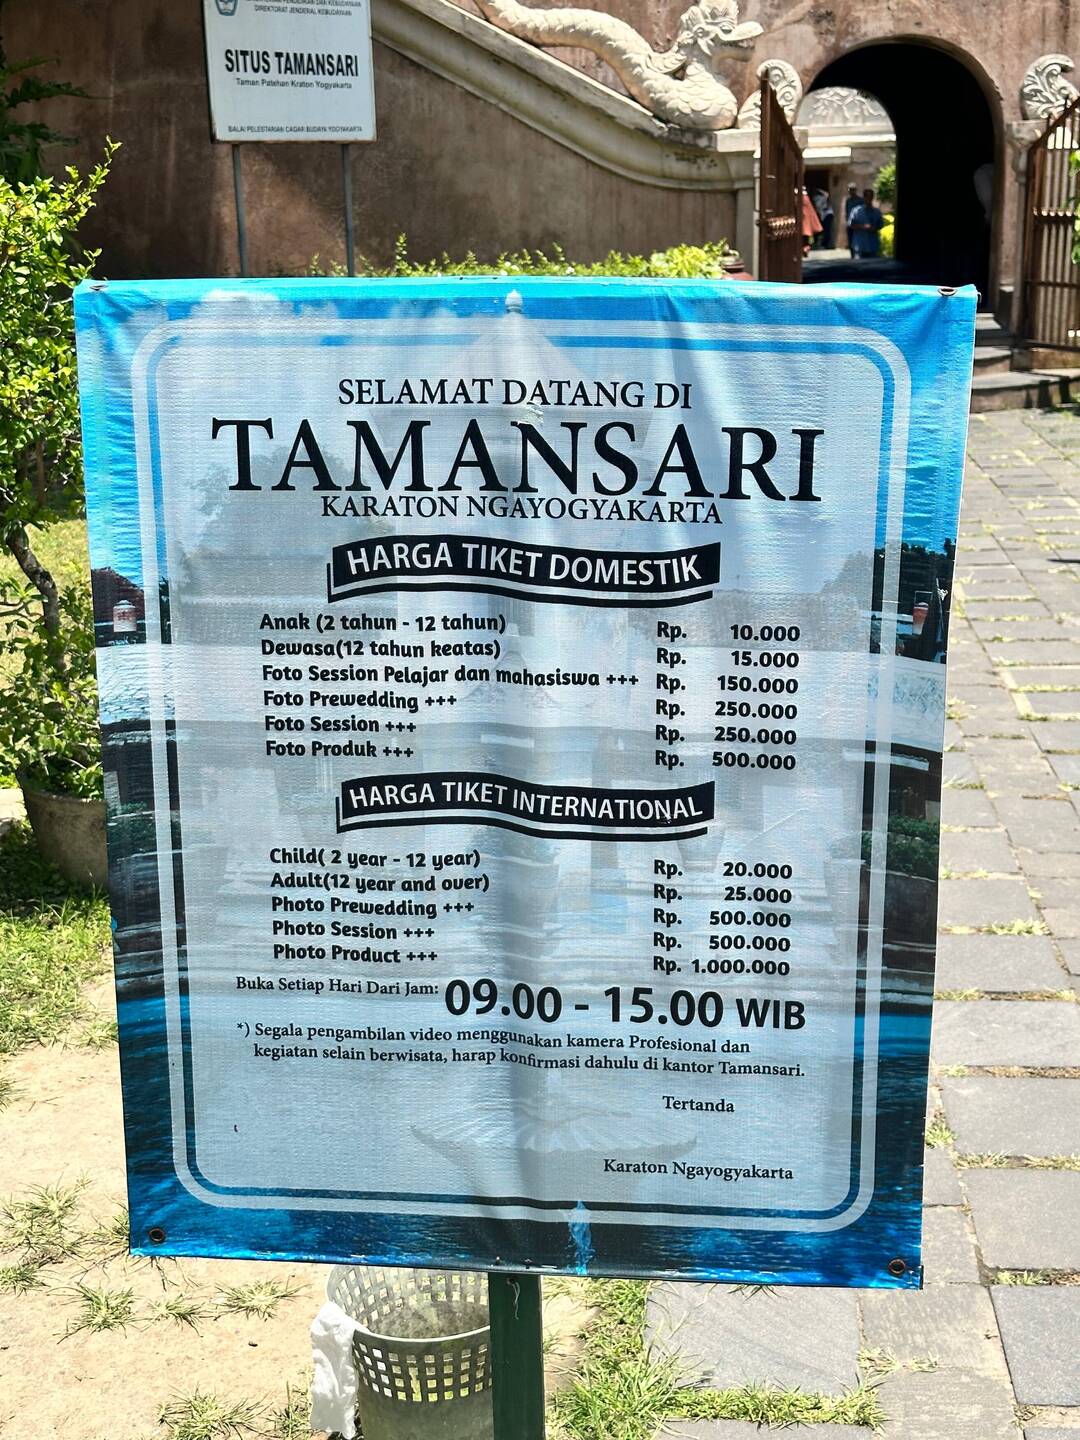 DIREKTORAT JENDERAL KEBUDAYAAN
SITUS TAMANSARI
Taman Patehan Kraton Yogyakarta
BALAI PELESTARIAN CAGAR BUDAYA YOGYAKARTA
SELAMAT DATANG DI
TAMANSARI
KARATON NGAYOGYAKARTA
HARGA TIKET DOMESTIK
Anak (2 tahun - 12 tahun) Rp. 10.000
Dewasa(12 tahun keatas) Rp. 15.000
Foto Session Pelajar dan mahasiswa +++ Rp. 150.000
Foto Prewedding +++ Rp. 250.000
Foto Session +++ Rp. 250.000
Foto Produk +++ Rp. 500.000
HARGA TIKET INTERNATIONAL
Child( 2 year - 12 year) Rp. 20.000
Adult(12 year and over) Rp. 25.000
Photo Prewedding +++ Rp. 500.000
Photo Session +++ Rp. 500.000
Photo Product +++ Rp. 1.000.000
Buka Setiap Hari Dari Jam: 09.00 - 15.00 WIB
*) Segala pengambilan video menggunakan kamera Profesional dan
kegiatan selain berwisata, harap konfirmasi dahulu di kantor Tamansari.
Tertanda
Karaton Ngayogyakarta